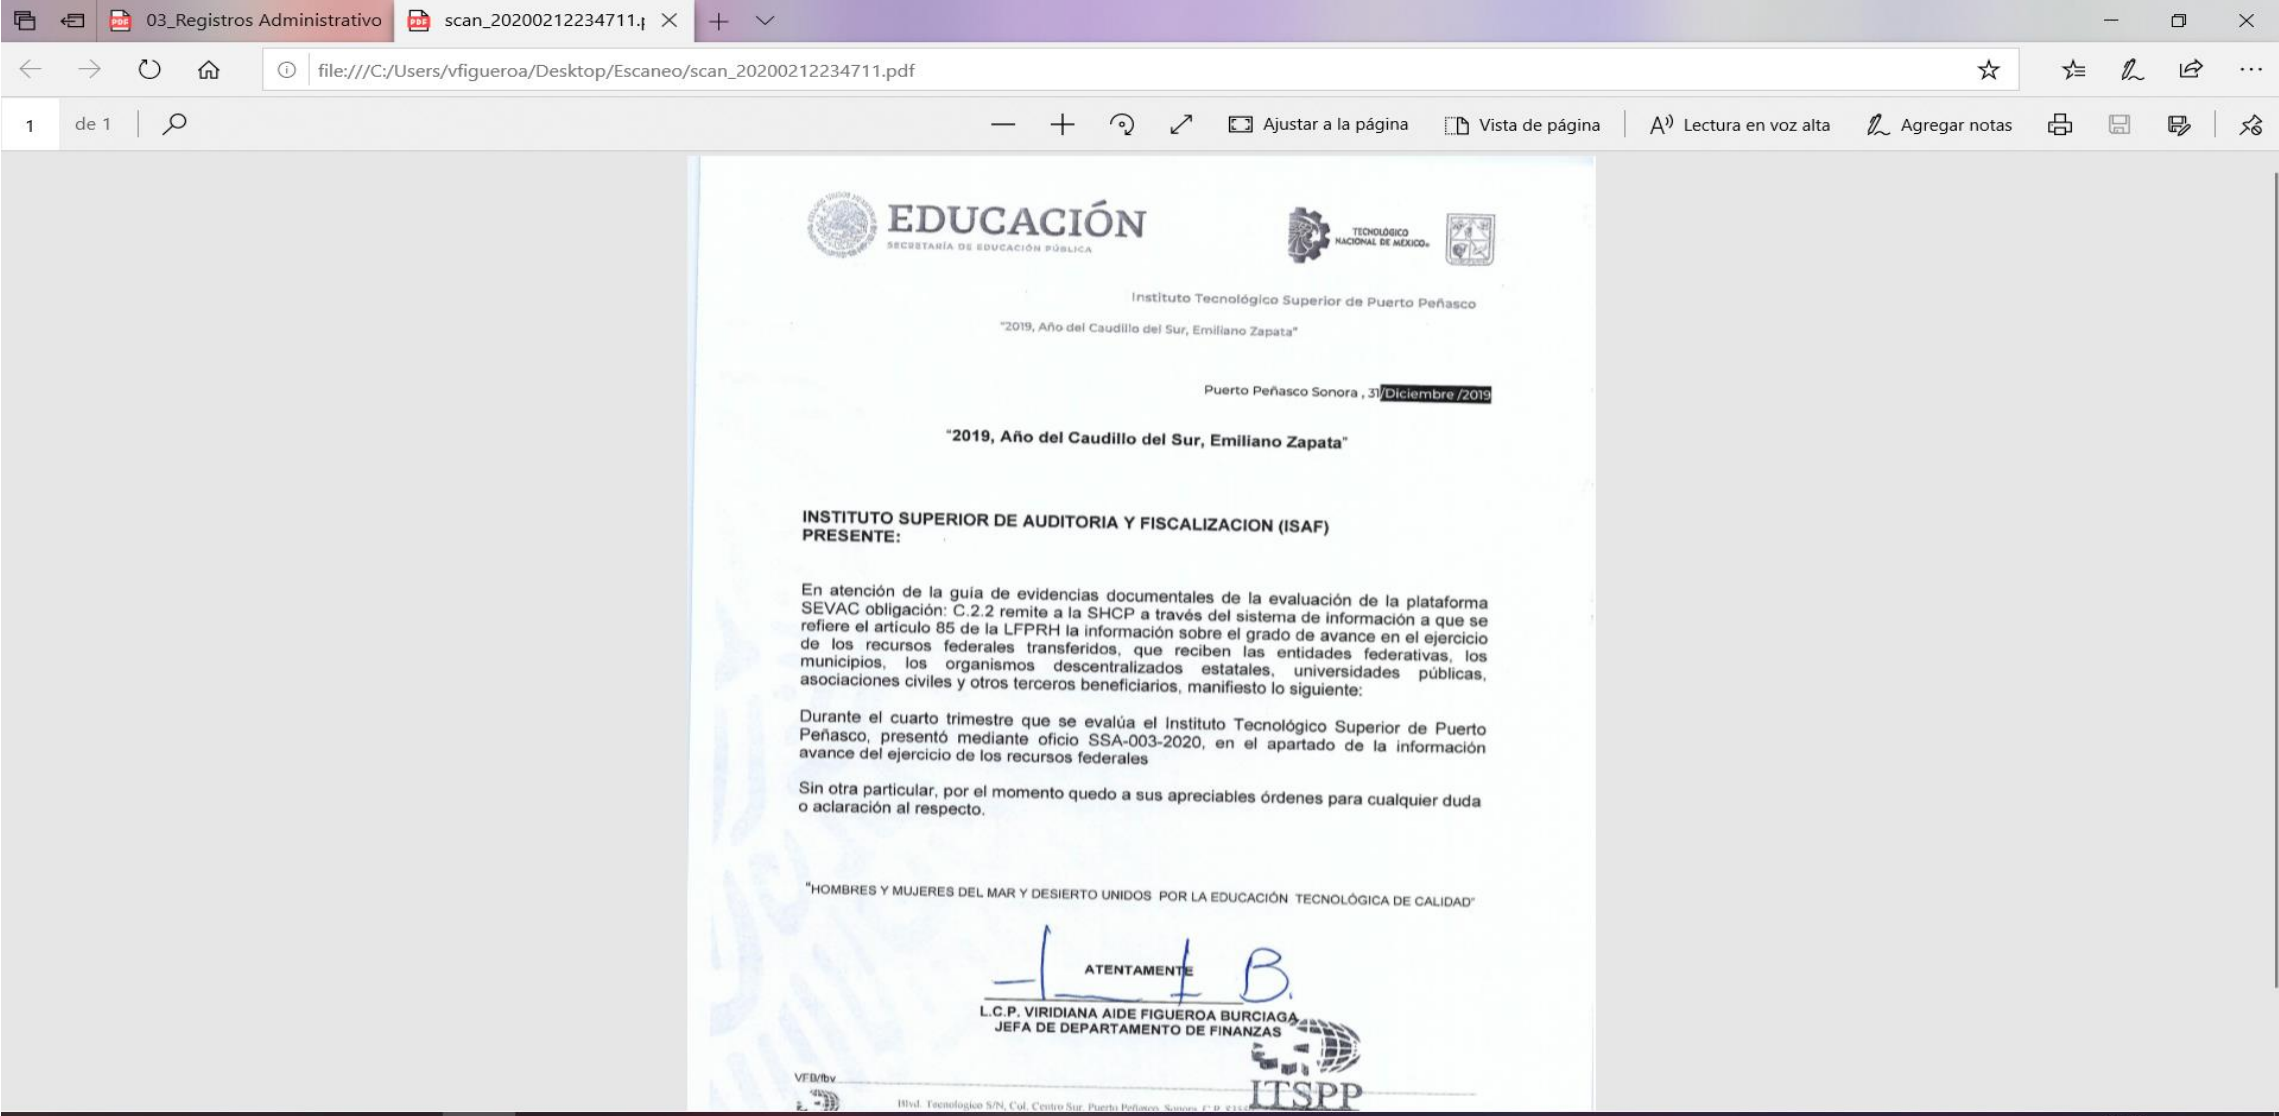 03_Registros Administrativo
scan_20200212234711.p
file:///C:/Users/vfigueroa/Desktop/Escaneo/scan_20200212234711.pdf
1 de 1
Ajustar a la página
Vista de página
Lectura en voz alta
Agregar notas
EDUCACIÓN
SECRETARÍA DE EDUCACIÓN PÚBLICA
TECNOLÓGICO
NACIONAL DE MÉXICO®
Instituto Tecnológico Superior de Puerto Peñasco
"2019, Año del Caudillo del Sur, Emiliano Zapata"
Puerto Peñasco Sonora , 31/Diciembre /2019
"2019, Año del Caudillo del Sur, Emiliano Zapata"
INSTITUTO SUPERIOR DE AUDITORIA Y FISCALIZACION (ISAF)
PRESENTE:
En atención de la guía de evidencias documentales de la evaluación de la plataforma
SEVAC obligación: C.2.2 remite a la SHCP a través del sistema de información a que se
refiere el artículo 85 de la LFPRH la información sobre el grado de avance en el ejercicio
de los recursos federales transferidos, que reciben las entidades federativas, los
municipios, los organismos descentralizados estatales, universidades públicas,
asociaciones civiles y otros terceros beneficiarios, manifiesto lo siguiente:
Durante el cuarto trimestre que se evalúa el Instituto Tecnológico Superior de Puerto
Peñasco, presentó mediante oficio SSA-003-2020, en el apartado de la información
avance del ejercicio de los recursos federales
Sin otra particular, por el momento quedo a sus apreciables órdenes para cualquier duda
o aclaración al respecto.
"HOMBRES Y MUJERES DEL MAR Y DESIERTO UNIDOS POR LA EDUCACIÓN TECNOLÓGICA DE CALIDAD"
ATENTAMENTE
L.C.P. VIRIDIANA AIDE FIGUEROA BURCIAGA
JEFA DE DEPARTAMENTO DE FINANZAS
VFB/fbv
ITSPP
Blvd. Tecnológico S/N, Col. Centro Sur, Puerto Peñasco, Sonora, C.P.